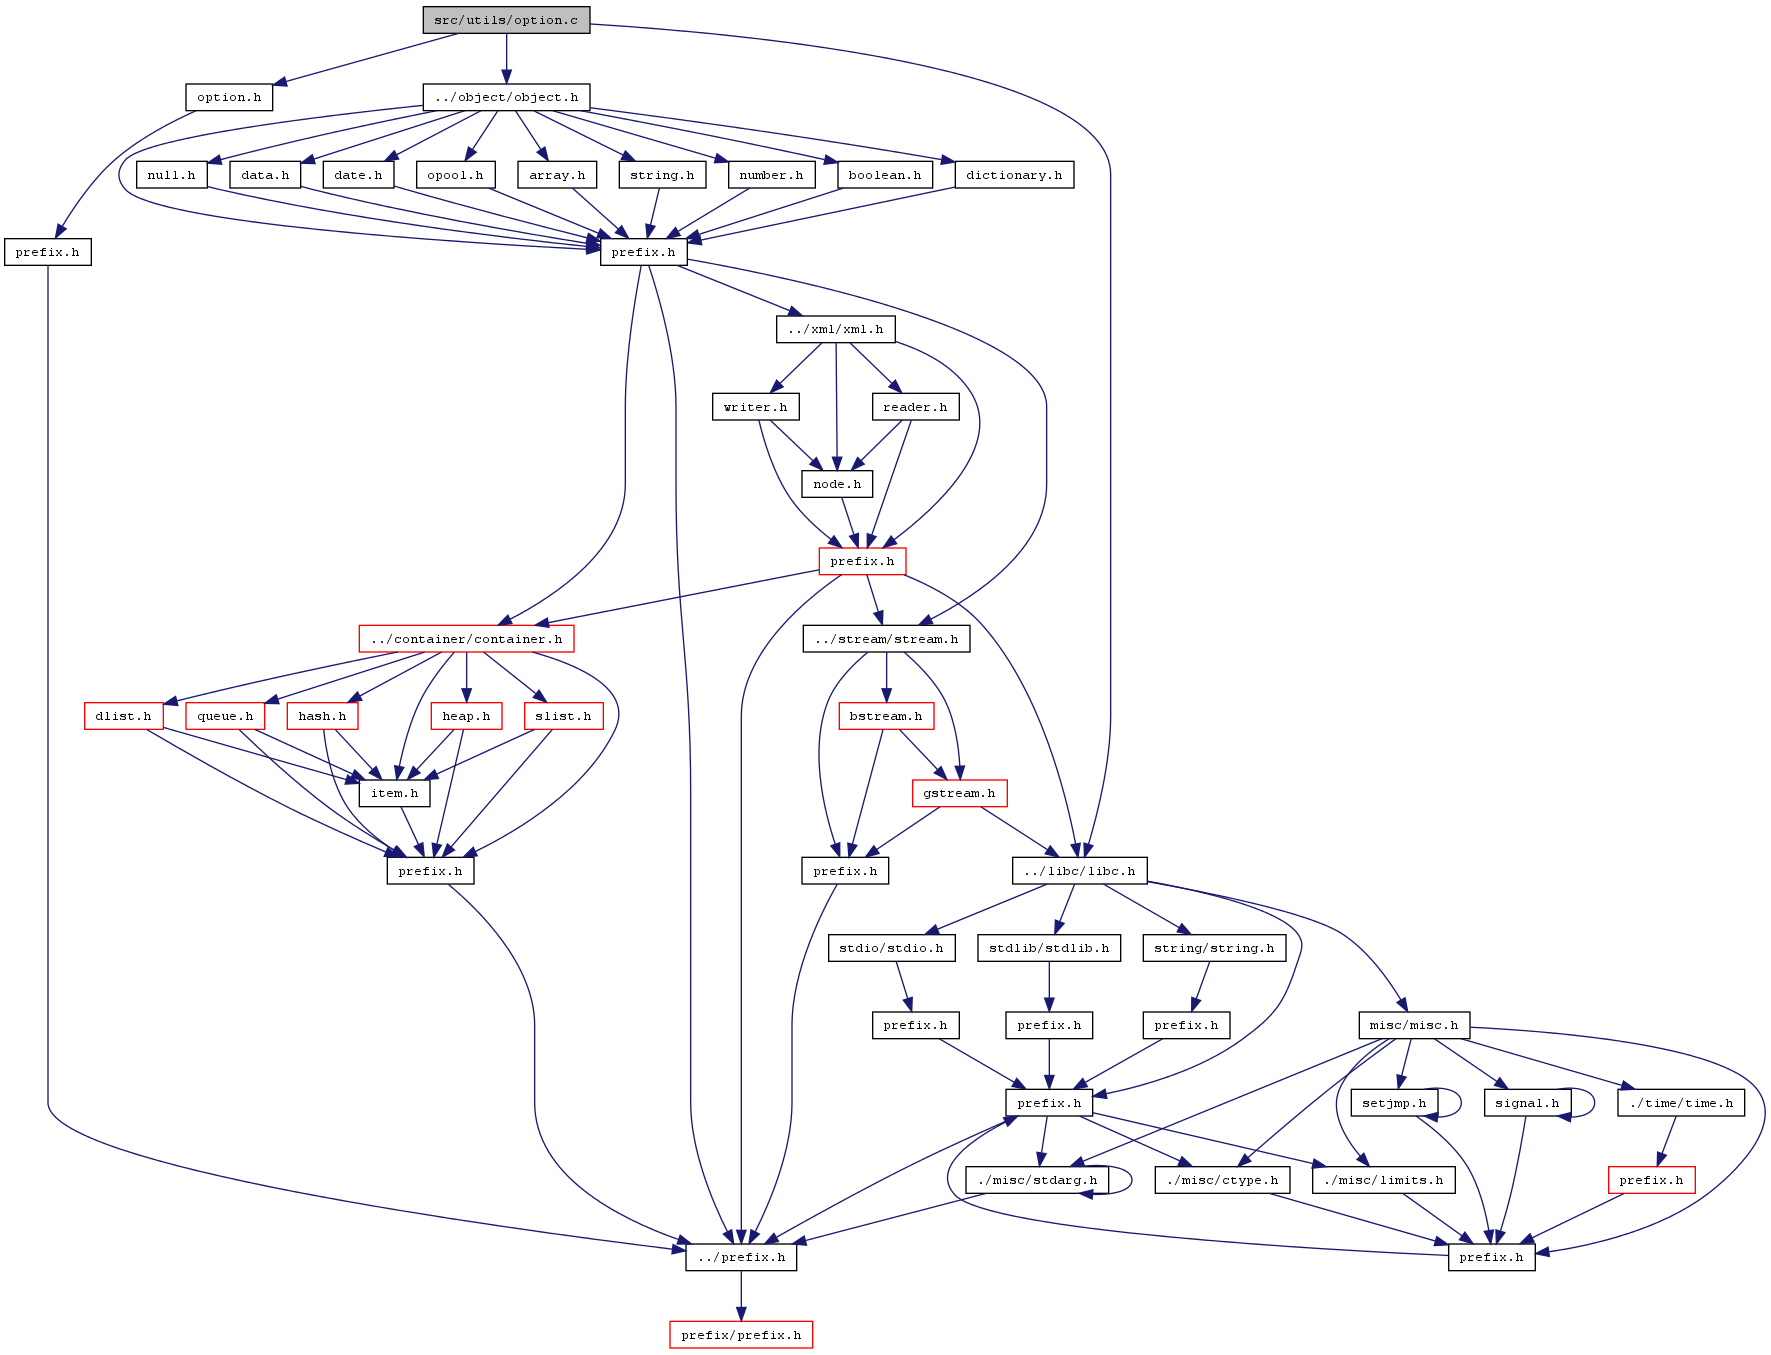 src/utils/option.c
option.h
../object/object.h
null.h
data.h
date.h
opool.h
array.h
string.h
number.h
boolean.h
dictionary.h
prefix.h
prefix.h
../xml/xml.h
writer.h
reader.h
node.h
prefix.h
../container/container.h
../stream/stream.h
dlist.h
queue.h
hash.h
heap.h
slist.h
bstream.h
item.h
gstream.h
prefix.h
prefix.h
../libc/libc.h
stdio/stdio.h
stdlib/stdlib.h
string/string.h
prefix.h
prefix.h
prefix.h
misc/misc.h
prefix.h
setjmp.h
signal.h
./time/time.h
./misc/stdarg.h
./misc/ctype.h
./misc/limits.h
prefix.h
../prefix.h
prefix.h
prefix/prefix.h